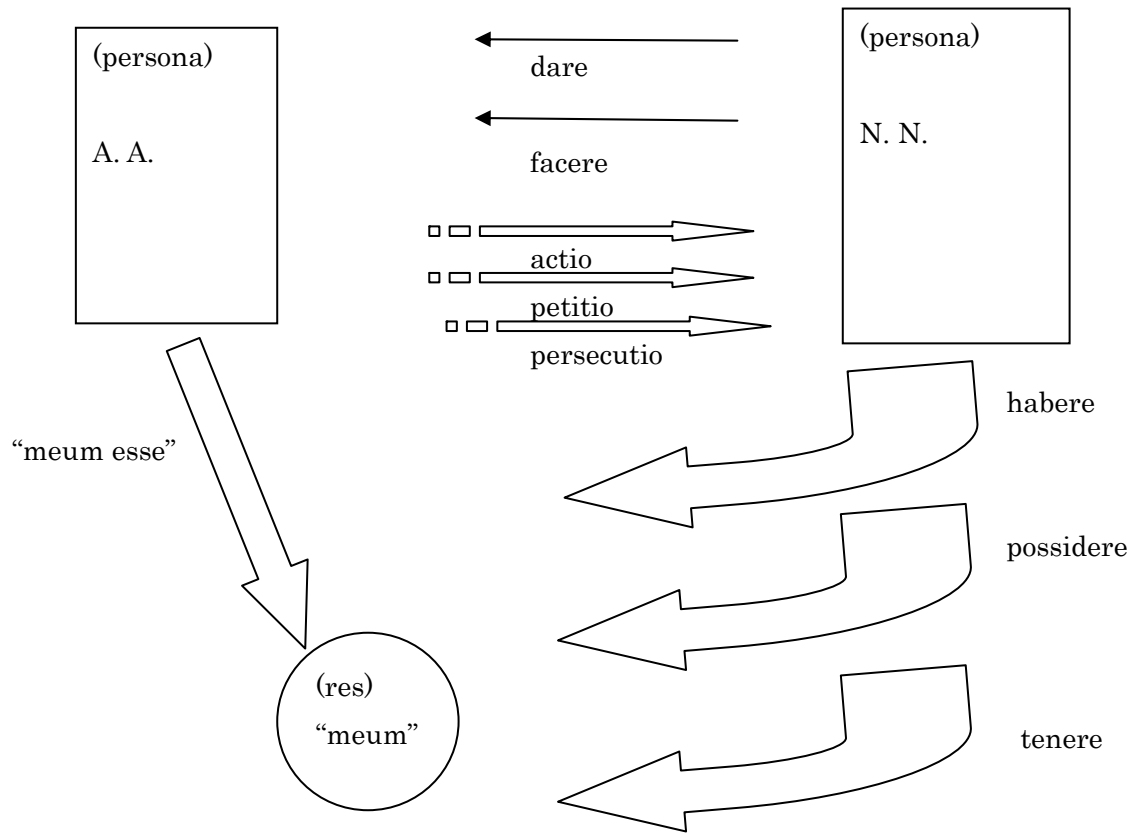 (persona)
A. A.
dare
facere
actio
petitio
persecutio
(persona)
N. N.
“meum esse”
habere
possidere
tenere
(res)
“meum”